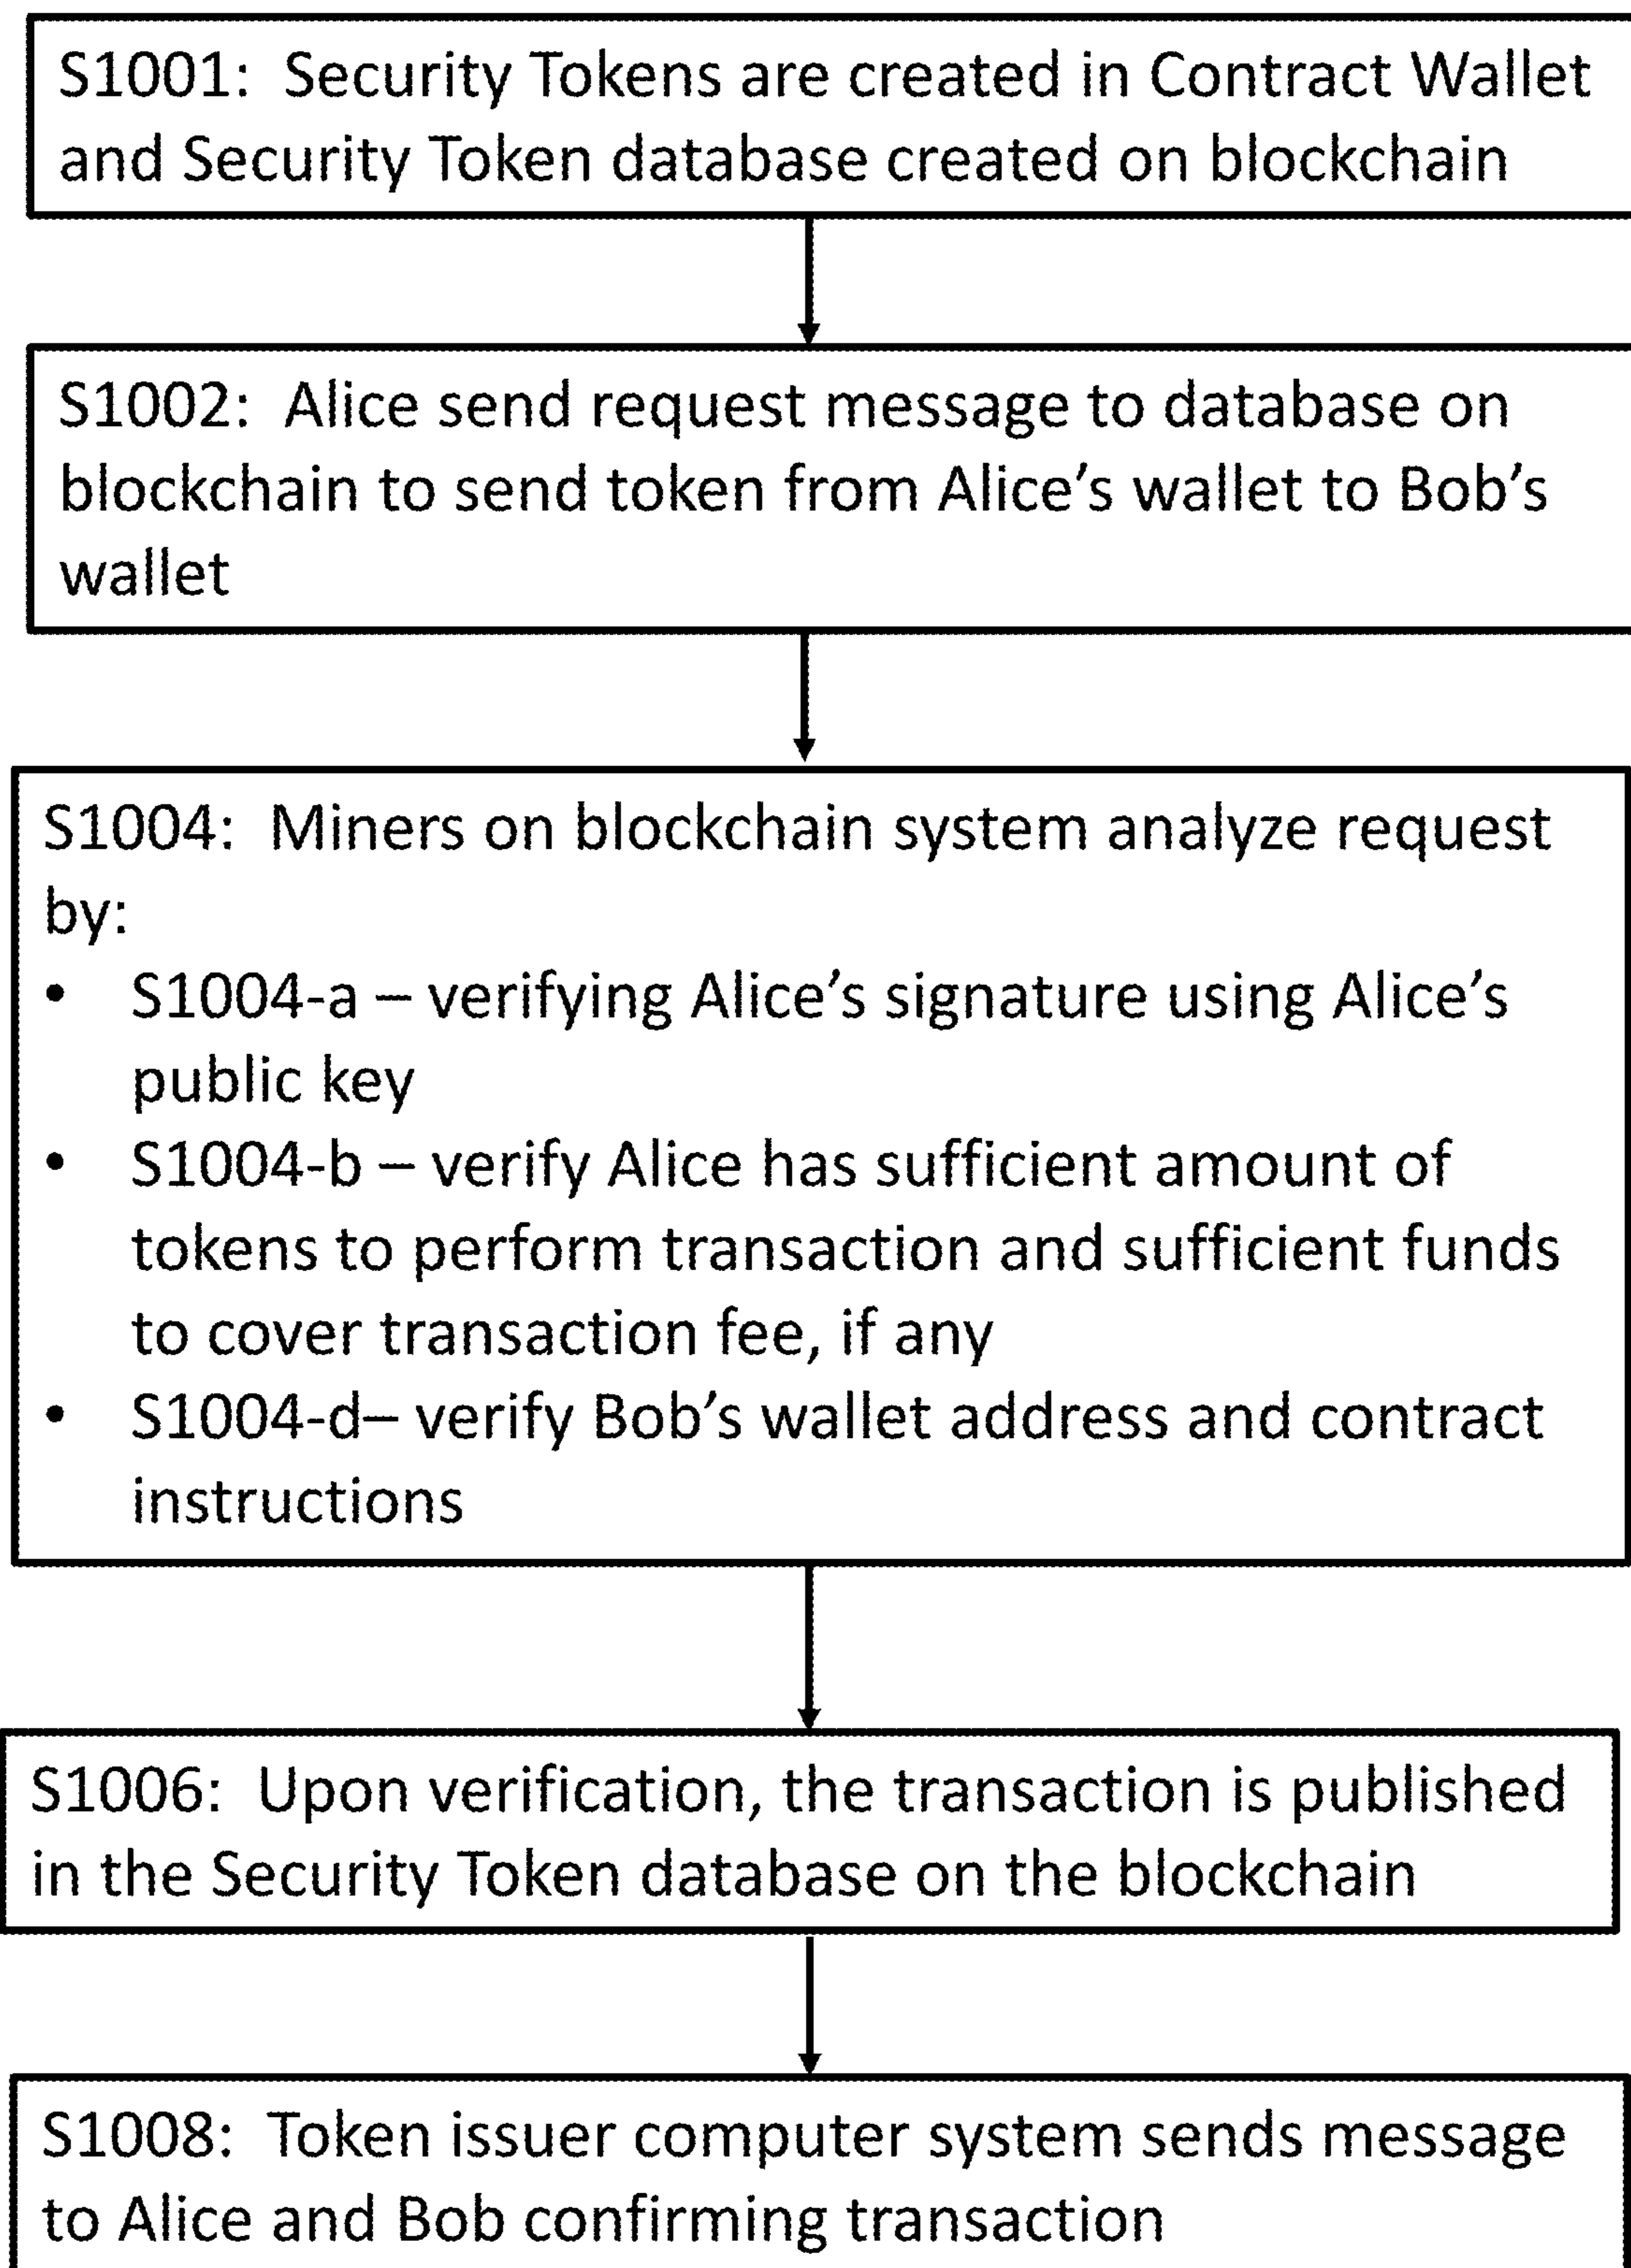 S1001: Security Tokens are created in Contract Wallet
and Security Token database created on blockchain
S1002: Alice send request message to database on
blockchain to send token from Alice’s wallet to Bob’s
wallet
S1004: Miners on blockchain system analyze request
by:
• S1004-a – verifying Alice’s signature using Alice’s
public key
• S1004-b – verify Alice has sufficient amount of
tokens to perform transaction and sufficient funds
to cover transaction fee, if any
• S1004-d– verify Bob’s wallet address and contract
instructions
S1006: Upon verification, the transaction is published
in the Security Token database on the blockchain
S1008: Token issuer computer system sends message
to Alice and Bob confirming transaction